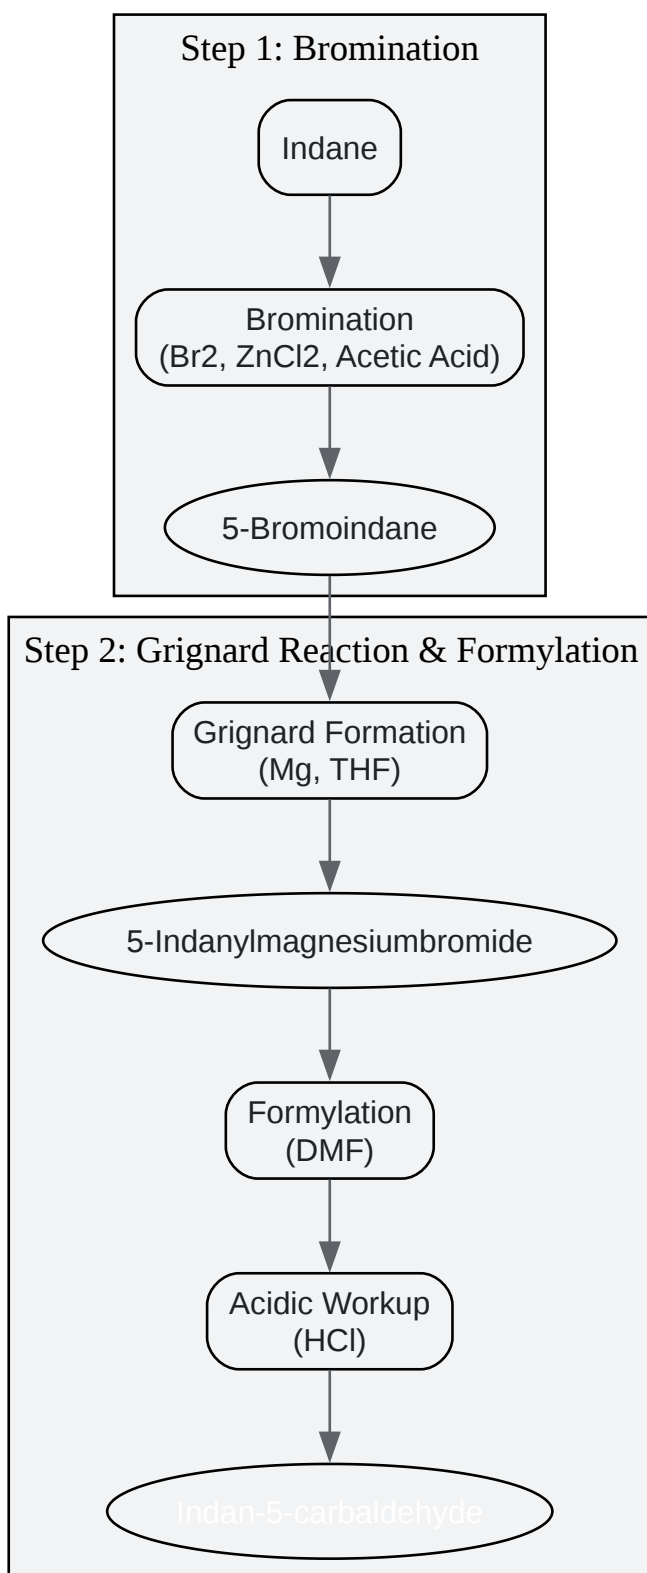 Step 1: Bromination
Indane
Bromination
(Br2, ZnCl2, Acetic Acid)
5-Bromoindane
Step 2: Grignard Reaction & Formylation
Grignard Formation
(Mg, THF)
5-Indanylmagnesiumbromide
Formylation
(DMF)
Acidic Workup
(HCl)
Indan-5-carbaldehyde